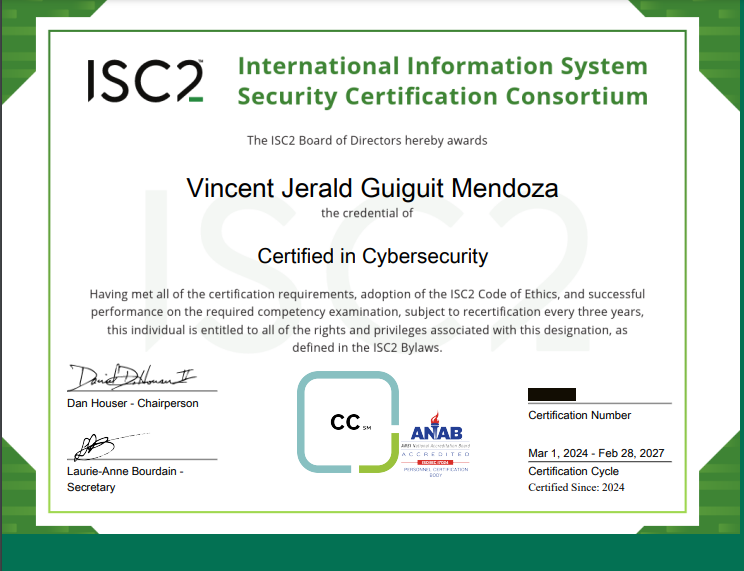 ISC2™
International Information System
Security Certification Consortium
The ISC2 Board of Directors hereby awards
Vincent Jerald Guiguit Mendoza
the credential of
Certified in Cybersecurity
Having met all of the certification requirements, adoption of the ISC2 Code of Ethics, and successful
performance on the required competency examination, subject to recertification every three years,
this individual is entitled to all of the rights and privileges associated with this designation, as
defined in the ISC2 Bylaws.
Dan Houser - Chairperson
Laurie-Anne Bourdain -
Secretary
CC SM
ANAB
ANSI National Accreditation Board
ACCREDITED
ISO/IEC 17024
PERSONNEL CERTIFICATION
Certification Number
Mar 1, 2024 - Feb 28, 2027
Certification Cycle
Certified Since: 2024